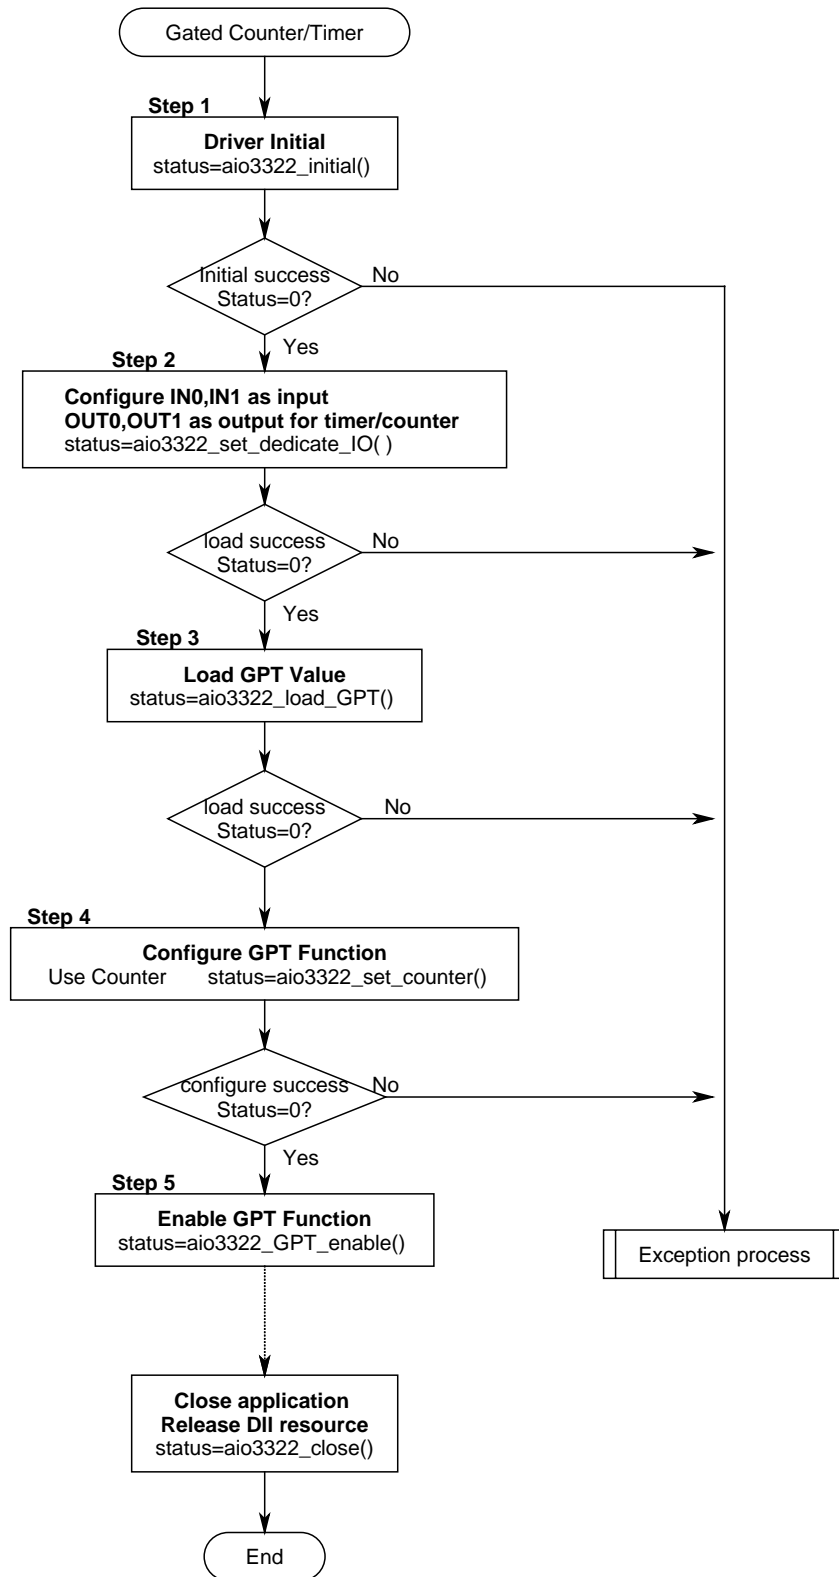 Gated Counter/Timer
Step 1
Driver Initial
status=aio3322_initial()
Initial success
Status=0?
No
Yes
Step 2
Configure IN0,IN1 as input
OUT0,OUT1 as output for timer/counter
status=aio3322_set_dedicate_IO( )
load success
Status=0?
No
Yes
Step 3
Load GPT Value
status=aio3322_load_GPT()
load success
Status=0?
No
Step 4
Configure GPT Function
Use Counter status=aio3322_set_counter()
configure success
Status=0?
No
Yes
Step 5
Enable GPT Function
status=aio3322_GPT_enable()
Exception process
Close application
Release Dll resource
status=aio3322_close()
End